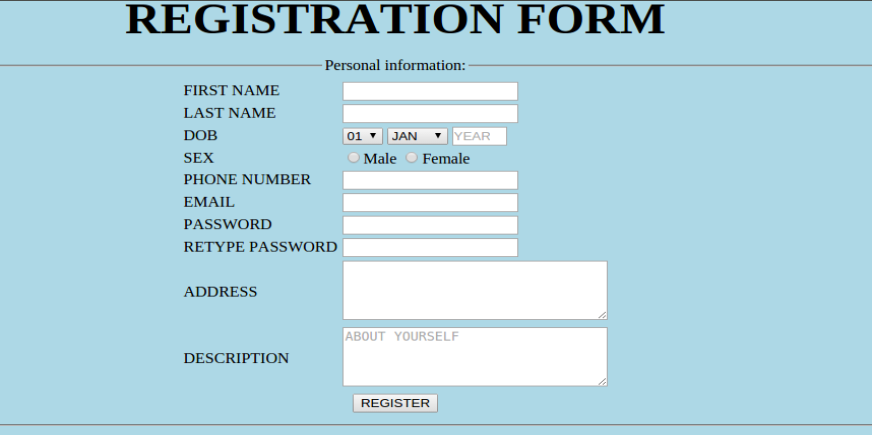 REGISTRATION FORM
Personal information:
FIRST NAME
LAST NAME
DOB 01 JAN YEAR
SEX Male Female
PHONE NUMBER
EMAIL
PASSWORD
RETYPE PASSWORD
ADDRESS
ABOUT YOURSELF
DESCRIPTION
REGISTER